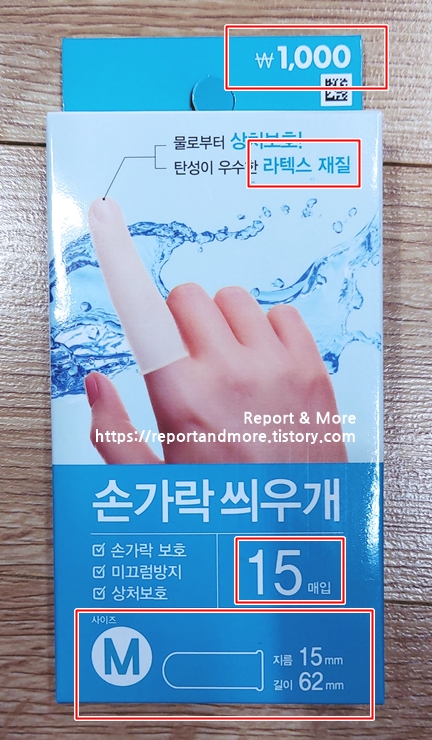 ₩1,000
물로부터 상처보호!
탄성이 우수한 라텍스 재질
Report & More
https://reportandmore.tistory.com
손가락 씌우개
손가락 보호
미끄럼방지
상처보호
15 매입
사이즈
M
지름 15mm
길이 62mm